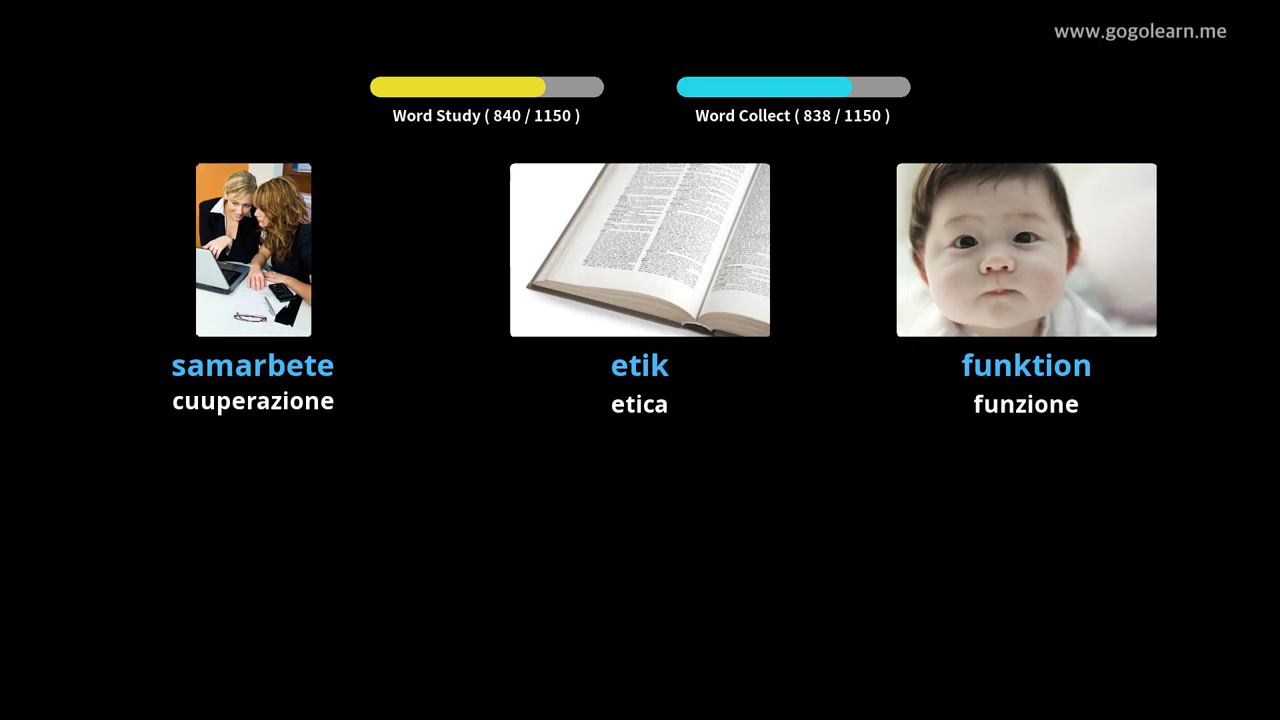 www.gogolearn.me
Word Study ( 840 / 1150 )
Word Collect ( 838 / 1150 )
samarbete
etik
funktion
cuuperazione
etica
funzione